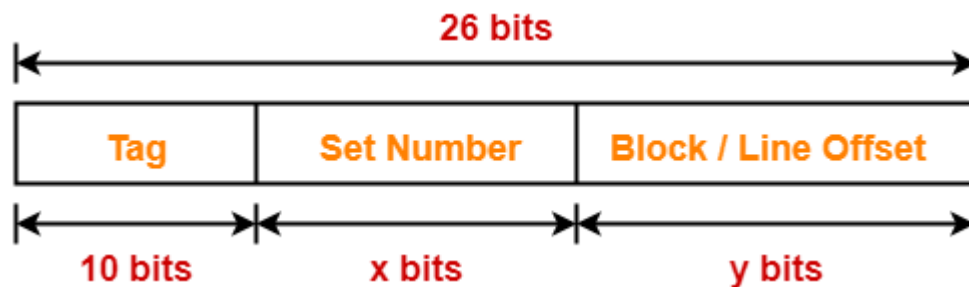 26 bits
Tag Set Number Block / Line Offset
10 bits x bits y bits